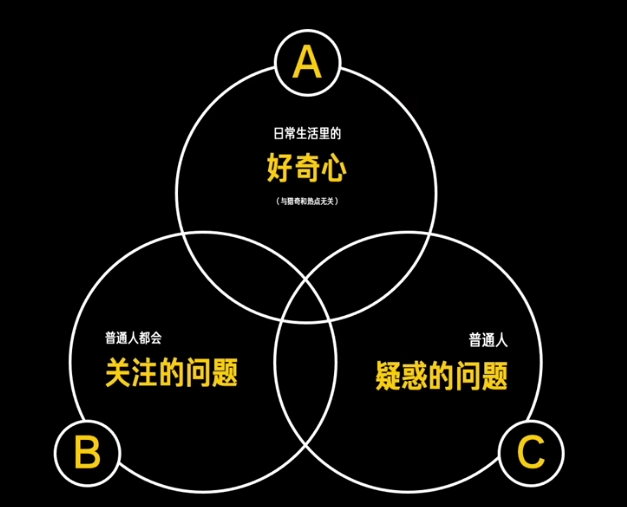 A
日常生活里的
好奇心
（与猎奇和热点无关）
普通人都会
关注的问题
普通人
疑惑的问题
B
C